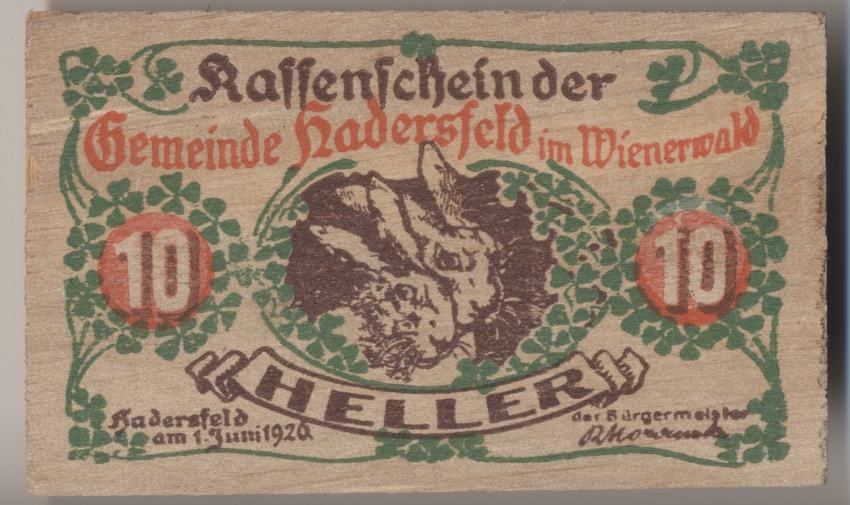 Kassenschein der
Gemeinde Hadersfeld im Wienerwald
10
10
HELLER
Hadersfeld
am 1. Juni 1920
der Bürgermeister